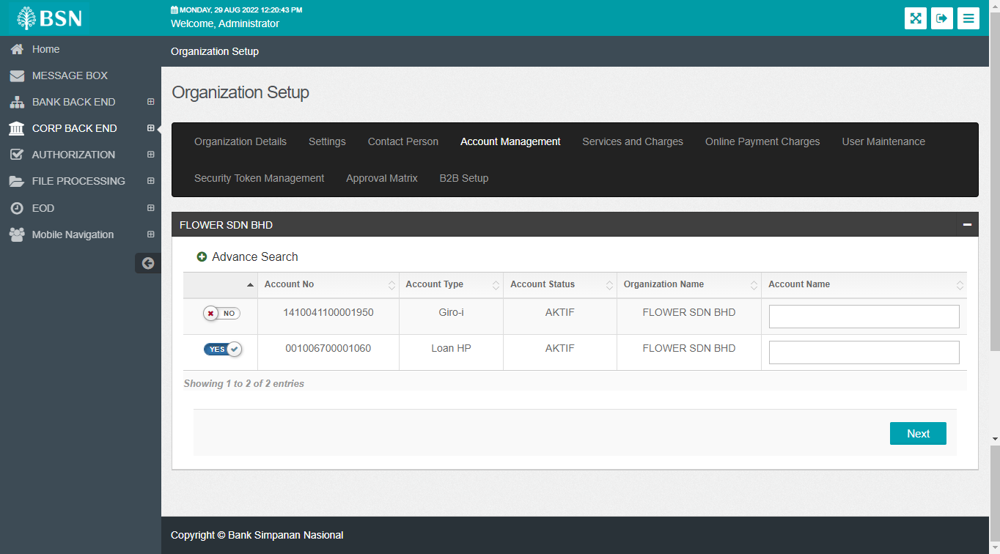 BSN
MONDAY, 29 AUG 2022 12:20:43 PM
Welcome, Administrator
Home
MESSAGE BOX
BANK BACK END
CORP BACK END
AUTHORIZATION
FILE PROCESSING
EOD
Mobile Navigation
Organization Setup
Organization Setup
Organization Details Settings Contact Person Account Management Services and Charges Online Payment Charges User Maintenance
Security Token Management Approval Matrix B2B Setup
FLOWER SDN BHD
Advance Search
Account No Account Type Account Status Organization Name Account Name
NO 1410041100001950 Giro-i AKTIF FLOWER SDN BHD
YES 001006700001060 Loan HP AKTIF FLOWER SDN BHD
Showing 1 to 2 of 2 entries
Next
Copyright © Bank Simpanan Nasional